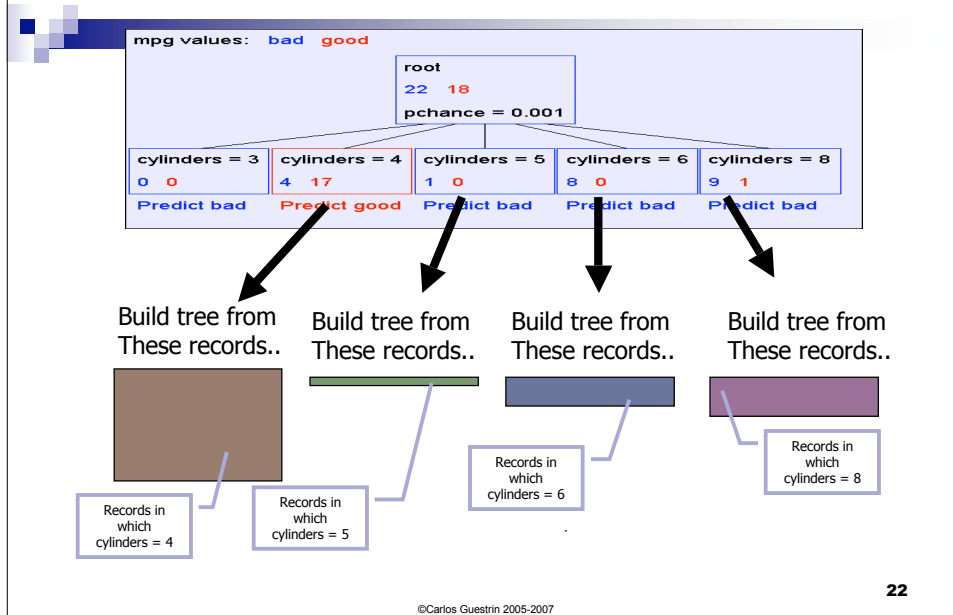 mpg values: bad good
root
22 18
pchance = 0.001
cylinders = 3 cylinders = 4 cylinders = 5 cylinders = 6 cylinders = 8
0 0 4 17 1 0 8 0 9 1
Predict bad Predict good Predict bad Predict bad Predict bad
Build tree from
These records..
Build tree from
These records..
Build tree from
These records..
Build tree from
These records..
Records in
which
cylinders = 4
Records in
which
cylinders = 5
Records in
which
cylinders = 6
Records in
which
cylinders = 8
22
©Carlos Guestrin 2005-2007